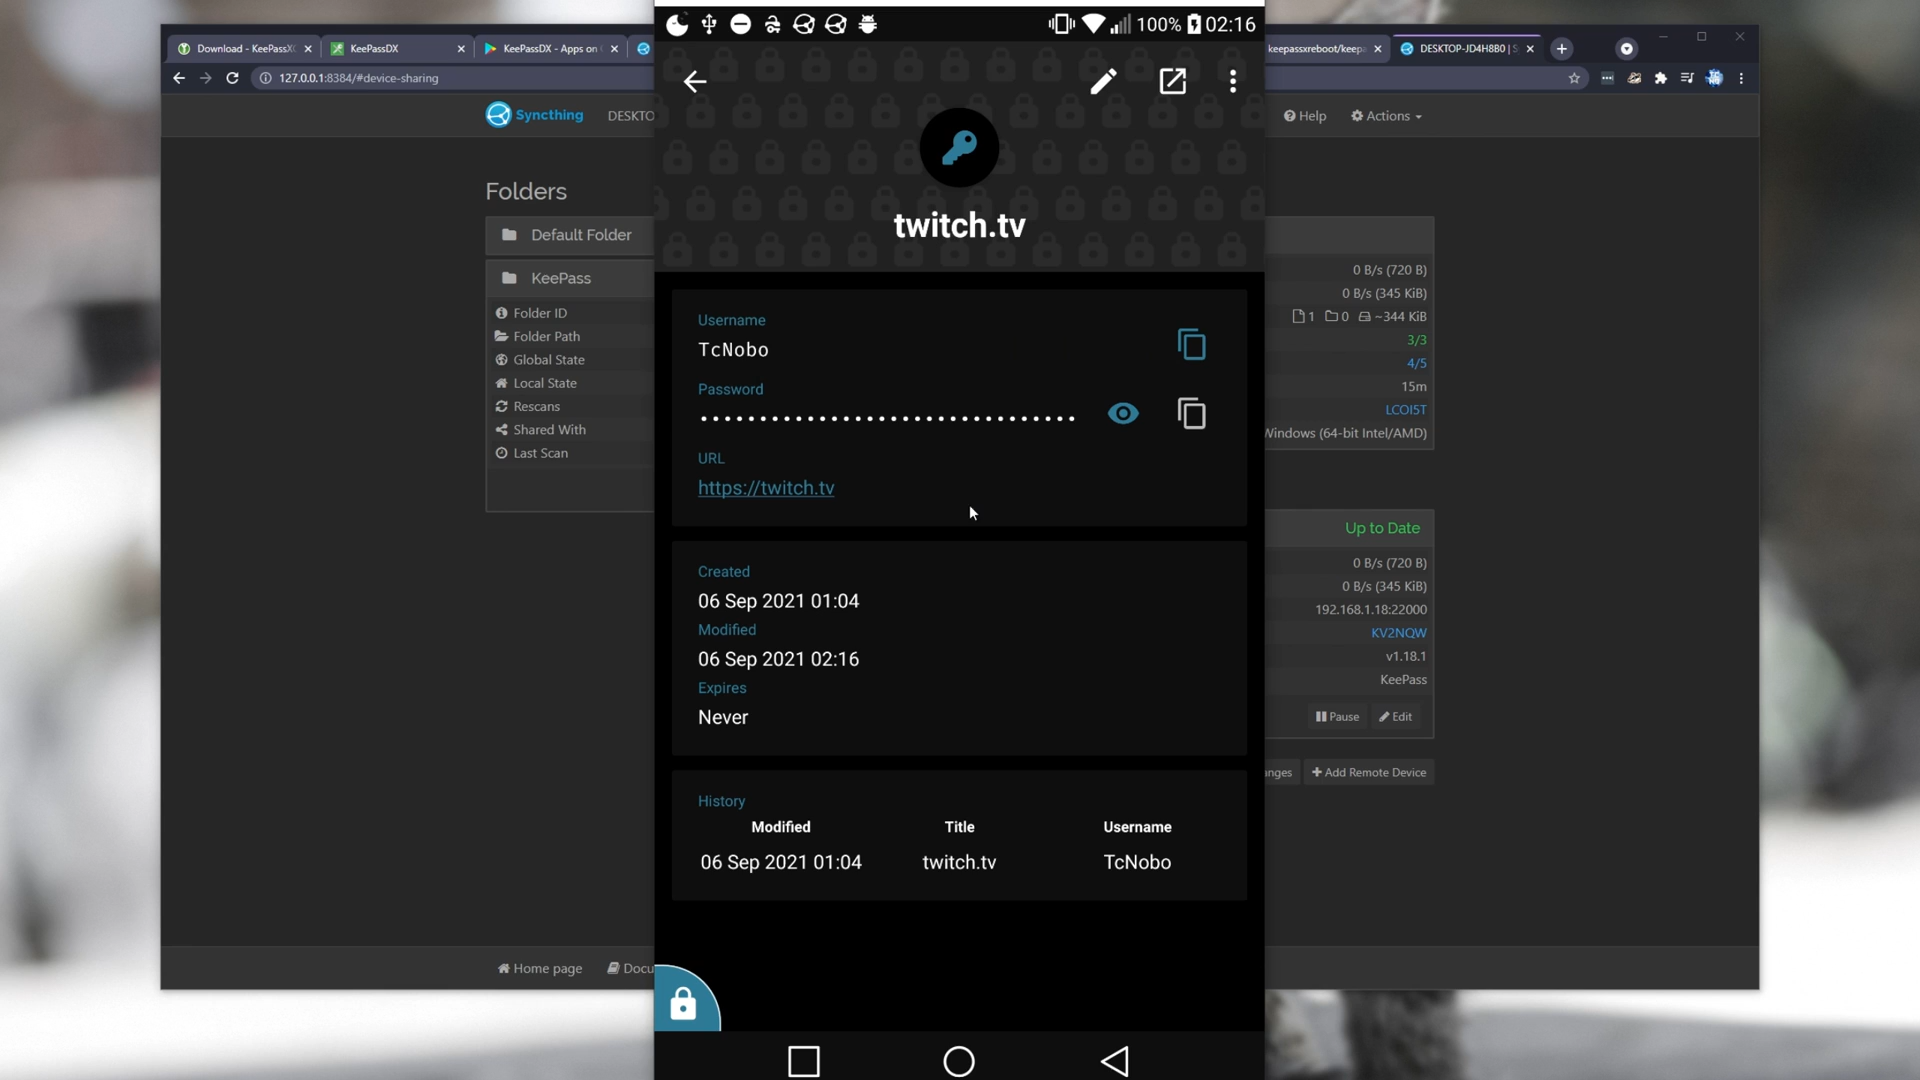 Download - KeePassX
KeePassDX
KeePassDX - Apps on
keepassxreboot/keep
DESKTOP-JD4H8B0 | S
127.0.0.1:8384/#device-sharing
Syncthing
DESKTO
Help
Actions
Folders
Default Folder
KeePass
Folder ID
Folder Path
Global State
Local State
Rescans
Shared With
Last Scan
Home page
Docu
100%
02:16
twitch.tv
Username
TcNobo
Password
••••••••••••••••••••••••••••••••
URL
https://twitch.tv
Created
06 Sep 2021 01:04
Modified
06 Sep 2021 02:16
Expires
Never
History
Modified Title Username
06 Sep 2021 01:04 twitch.tv TcNobo
0 B/s (720 B)
0 B/s (345 KiB)
1 0 ~344 KiB
3/3
4/5
15m
LCOI5T
Windows (64-bit Intel/AMD)
Up to Date
0 B/s (720 B)
0 B/s (345 KiB)
192.168.1.18:22000
KV2NQW
v1.18.1
KeePass
Pause
Edit
anges
Add Remote Device